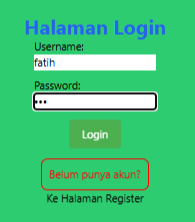 Halaman Login
Username:
fatih
Password:
•••
Login
Belum punya akun?
Ke Halaman Register